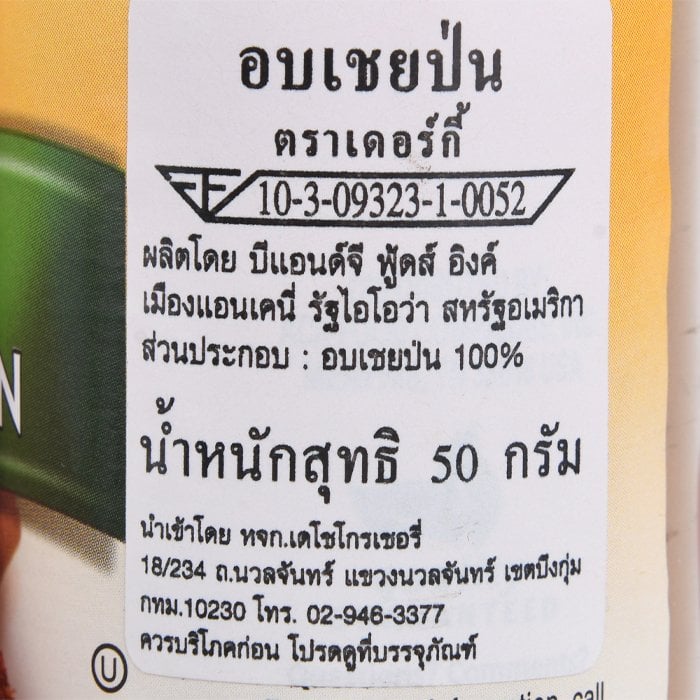 อบเชยป่น
ตราเดอร์กี้
10-3-09323-1-0052
ผลิตโดย บีแอนด์จี ฟู้ดส์ อิงค์
เมืองแอนเคนี่ รัฐไอโอว่า สหรัฐอเมริกา
ส่วนประกอบ : อบเชยป่น 100%
N
น้ำหนักสุทธิ 50 กรัม
นำเข้าโดย หจก.เดโชโกรเชอรี่
18/234 ถ.นวลจันทร์ แขวงนวลจันทร์ เขตบึงกุ่ม
กทม.10230 โทร. 02-946-3377
ควรบริโภคก่อน โปรดดูที่บรรจุภัณฑ์
U
call